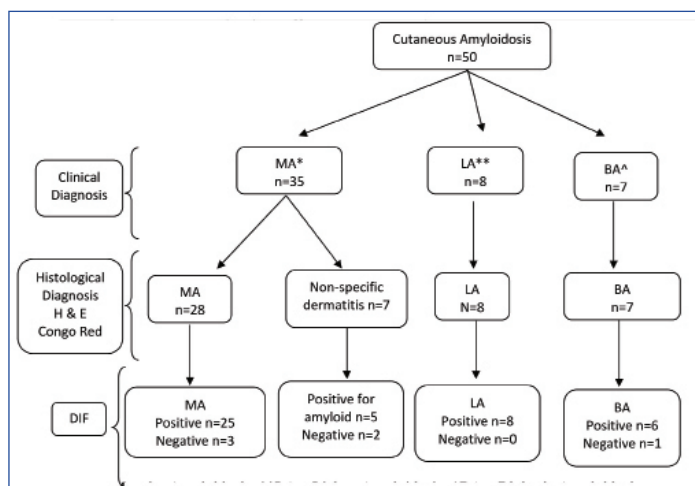 Cutaneous Amyloidosis
n=50
Clinical
Diagnosis
MA*
n=35
LA**
n=8
BA^
n=7
Histological
Diagnosis
H & E
Congo Red
MA
n=28
Non-specific
dermatitis n=7
LA
N=8
BA
n=7
DIF
MA
Positive n=25
Negative n=3
Positive for
amyloid n=5
Negative n=2
LA
Positive n=8
Negative n=0
BA
Positive n=6
Negative n=1